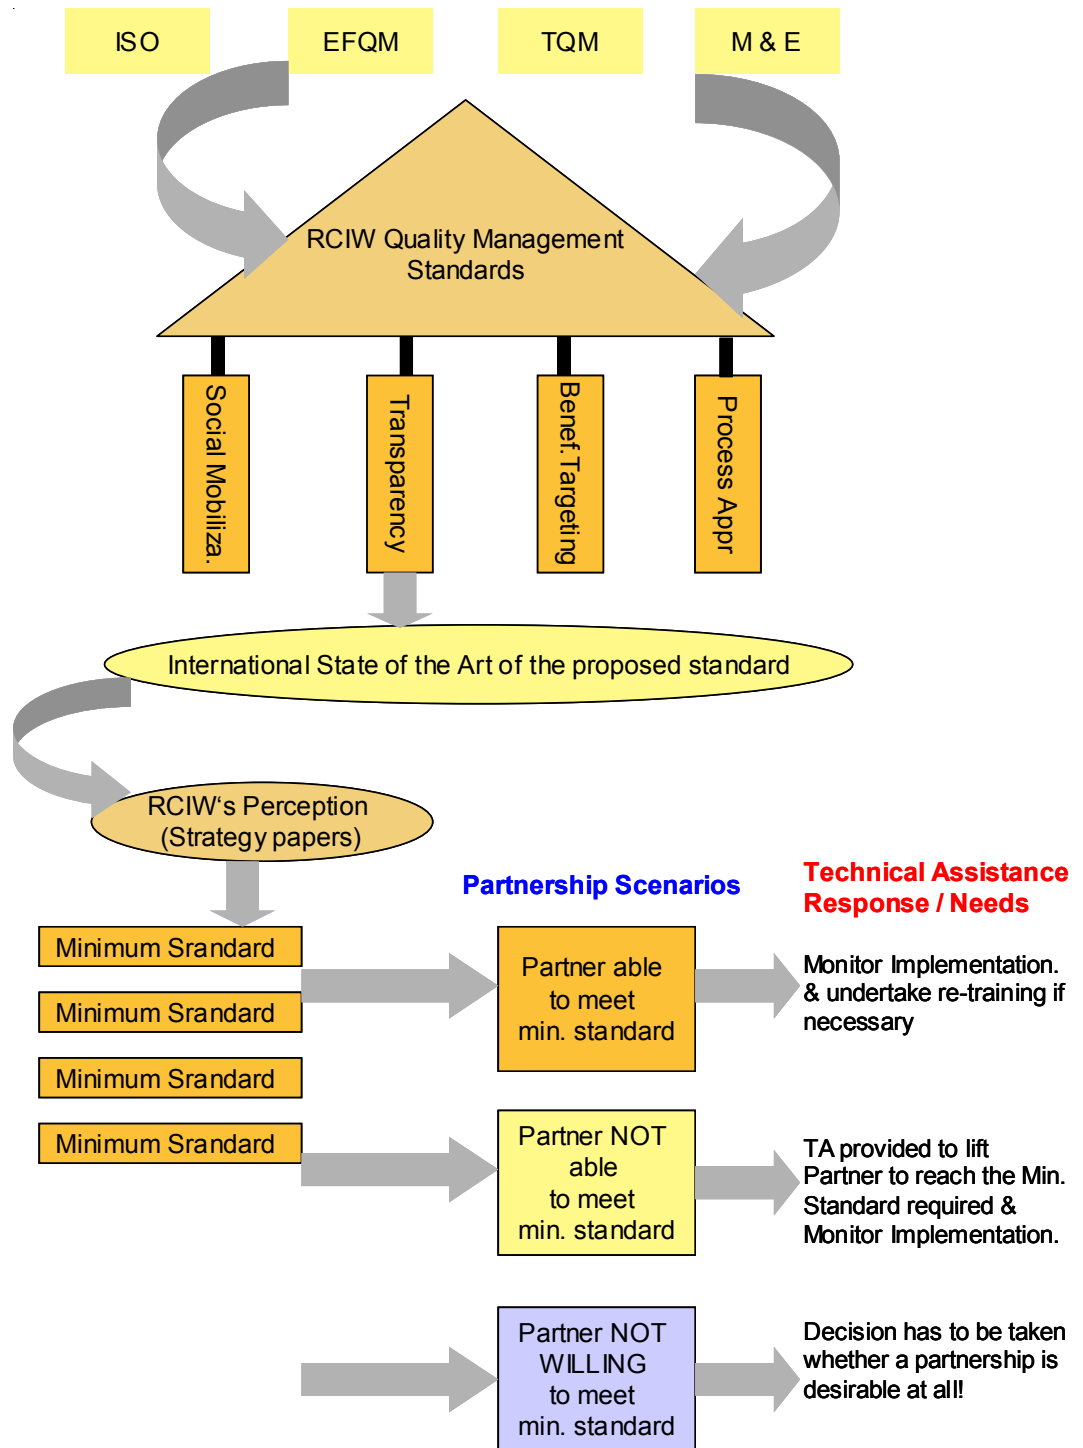 ISO
EFQM
TQM
M & E
RCIW Quality Management
Standards
Social Mobiliza.
Transparency
Benef.Targeting
Process Appr
International State of the Art of the proposed standard
RCIW's Perception
(Strategy papers)
Partnership Scenarios
Technical Assistance
Response / Needs
Minimum Srandard
Minimum Srandard
Minimum Srandard
Minimum Srandard
Partner able
to meet
min. standard
Monitor Implementation.
& undertake re-training if
necessary
Partner NOT
able
to meet
min. standard
TA provided to lift
Partner to reach the Min.
Standard required &
Monitor Implementation.
Partner NOT
WILLING
to meet
min. standard
Decision has to be taken
whether a partnership is
desirable at all!